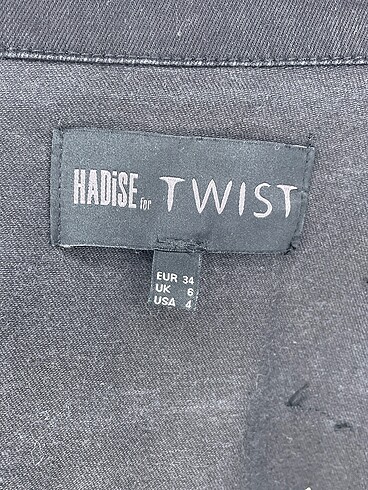 HADiSE for TWIST
EUR 34
UK 6
USA 4